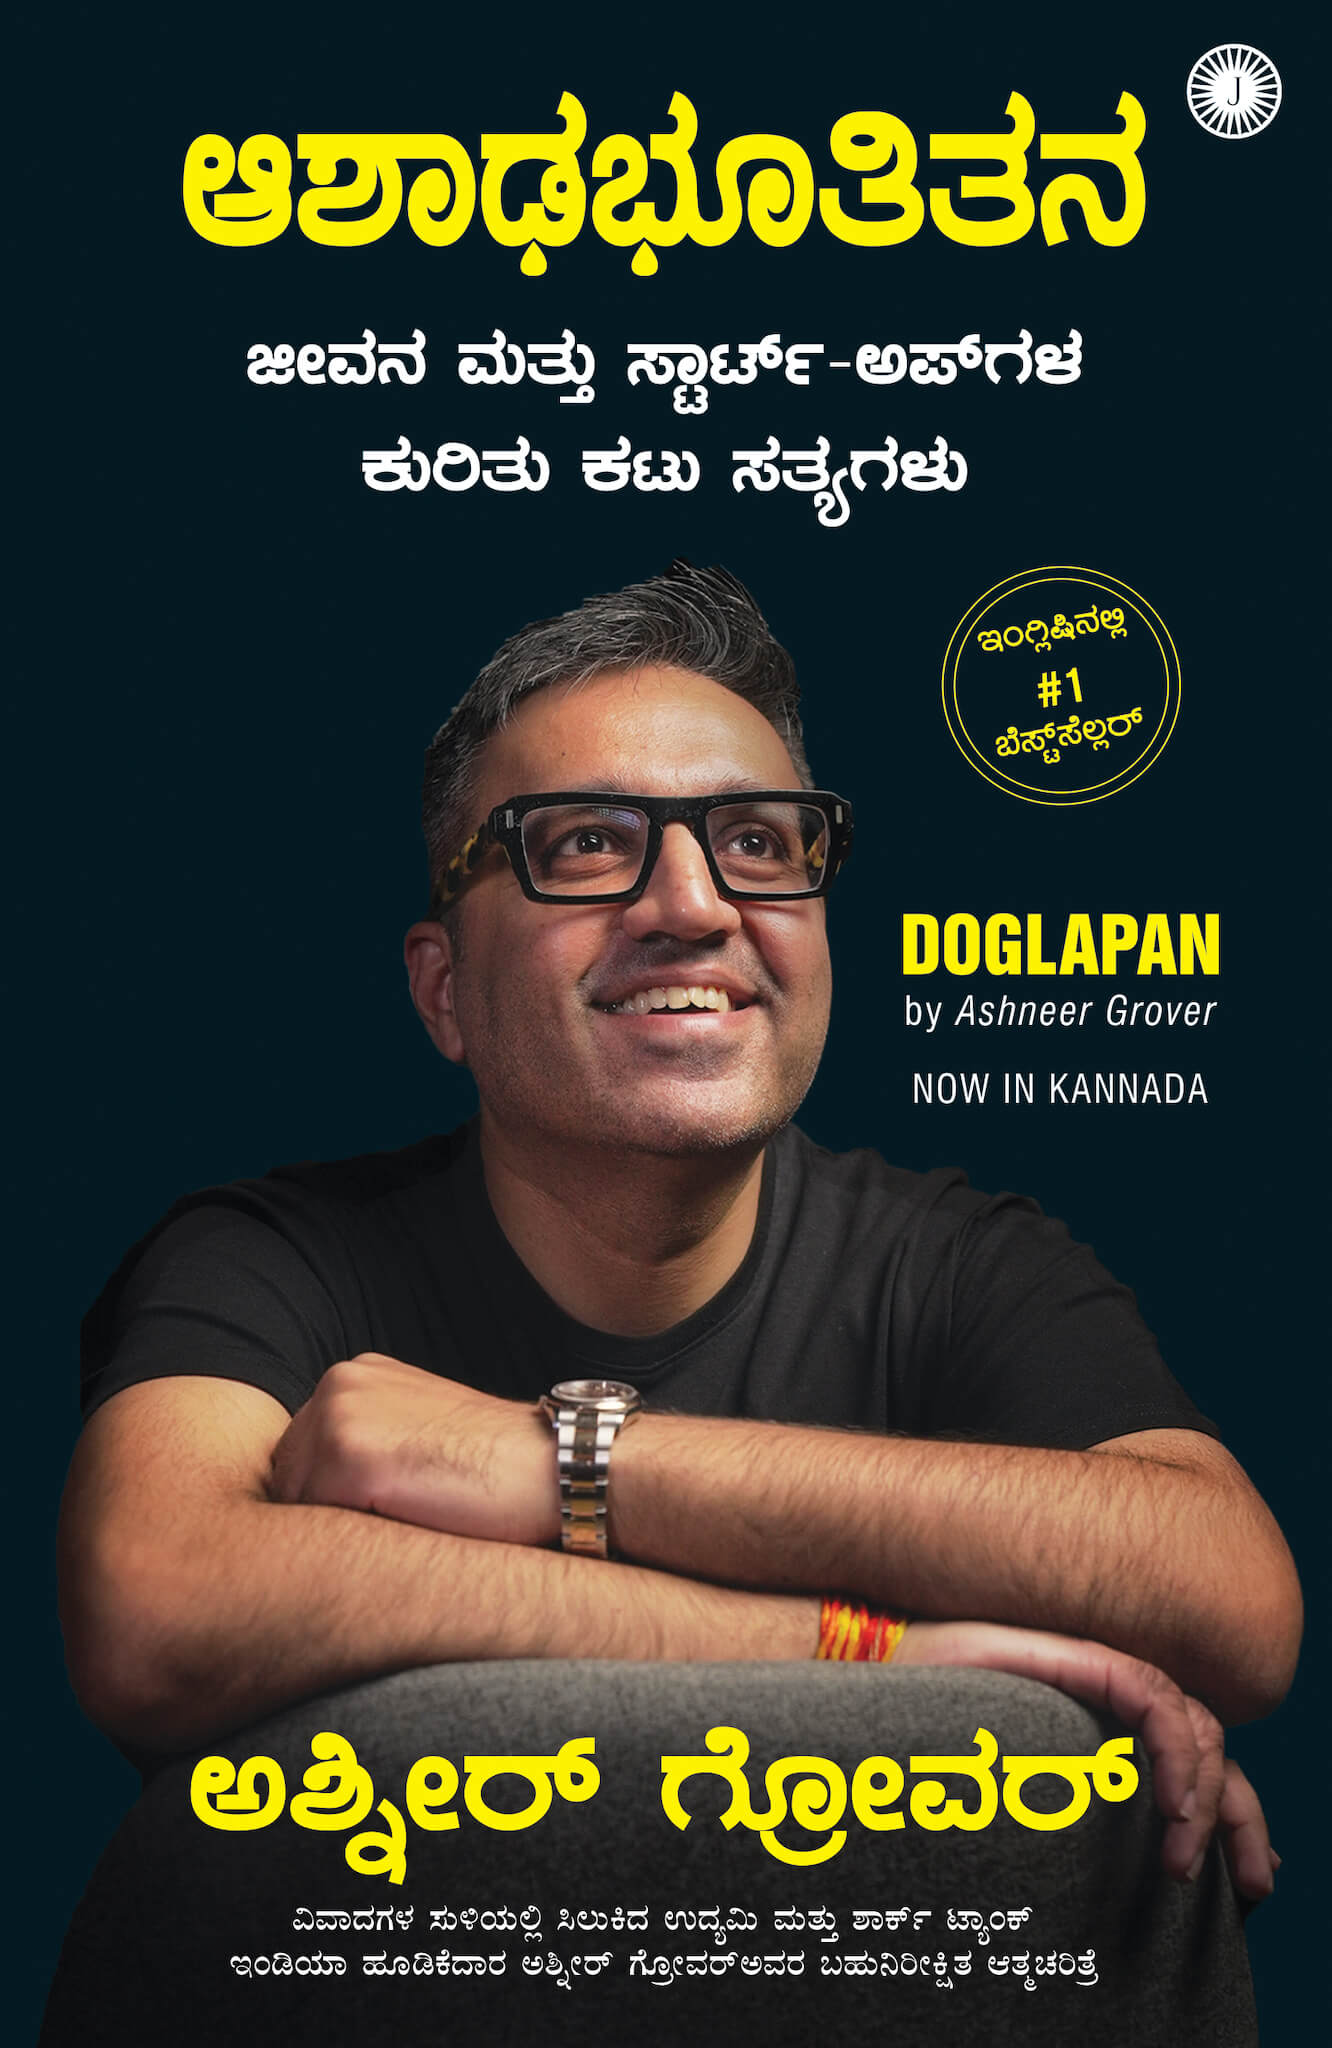 J
ಆಶಾಢಭೂತಿತನ
ಜೀವನ ಮತ್ತು ಸ್ಟಾರ್ಟ್-ಅಪ್‌ಗಳ
ಕುರಿತು ಕಟು ಸತ್ಯಗಳು
ಇಂಗ್ಲಿಷಿನಲ್ಲಿ
#1
ಬೆಸ್ಟ್‌ಸೆಲ್ಲರ್
DOGLAPAN
by Ashneer Grover
NOW IN KANNADA
ಅಶ್ನೀರ್ ಗ್ರೋವರ್
ವಿವಾದಗಳ ಸುಳಿಯಲ್ಲಿ ಸಿಲುಕಿದ ಉದ್ಯಮಿ ಮತ್ತು ಶಾರ್ಕ್ ಟ್ಯಾಂಕ್
ಇಂಡಿಯಾ ಹೂಡಿಕೆದಾರ ಅಶ್ನೀರ್ ಗ್ರೋವರ್‌ಅವರ ಬಹುನಿರೀಕ್ಷಿತ ಆತ್ಮಚರಿತ್ರೆ